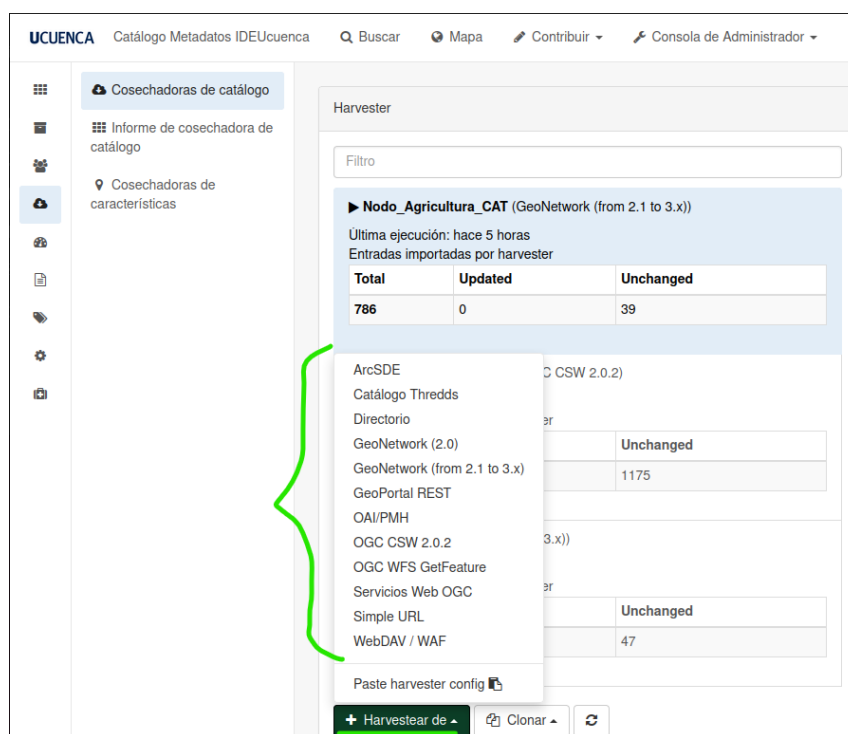 UCUENCA Catálogo Metadatos IDEUcuenca Buscar Mapa Contribuir Consola de Administrador
Cosechadoras de catálogo
Informe de cosechadora de
catálogo
Cosechadoras de
características
Harvester
Filtro
Nodo_Agricultura_CAT (GeoNetwork (from 2.1 to 3.x))
Última ejecución: hace 5 horas
Entradas importadas por harvester
Total Updated Unchanged
786 0 39
ArcSDE
C CSW 2.0.2)
Catálogo Thredds
Directorio
er
GeoNetwork (2.0)
Unchanged
GeoNetwork (from 2.1 to 3.x)
1175
GeoPortal REST
OAI/PMH
OGC CSW 2.0.2
3.x))
OGC WFS GetFeature
Servicios Web OGC
er
Simple URL
Unchanged
WebDAV / WAF
47
Paste harvester config
Harvestear de Clonar